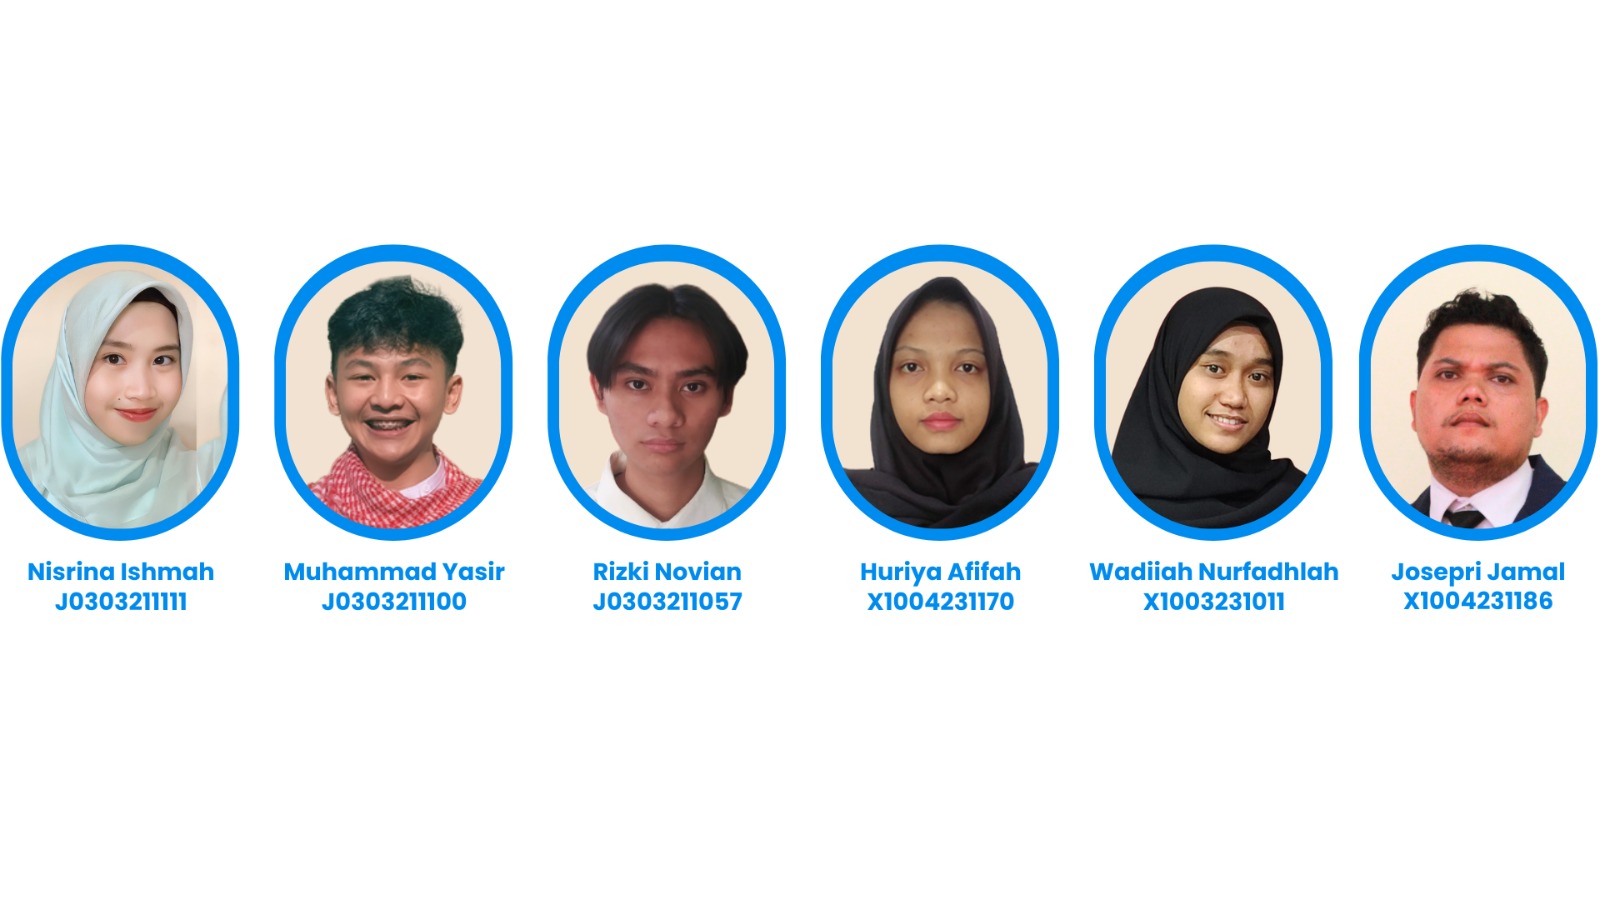 Nisrina Ishmah
J0303211111
Muhammad Yasir
J0303211100
Rizki Novian
J0303211057
Huriya Afifah
X1004231170
Wadiiah Nurfadhlah
X1003231011
Josepri Jamal
X1004231186